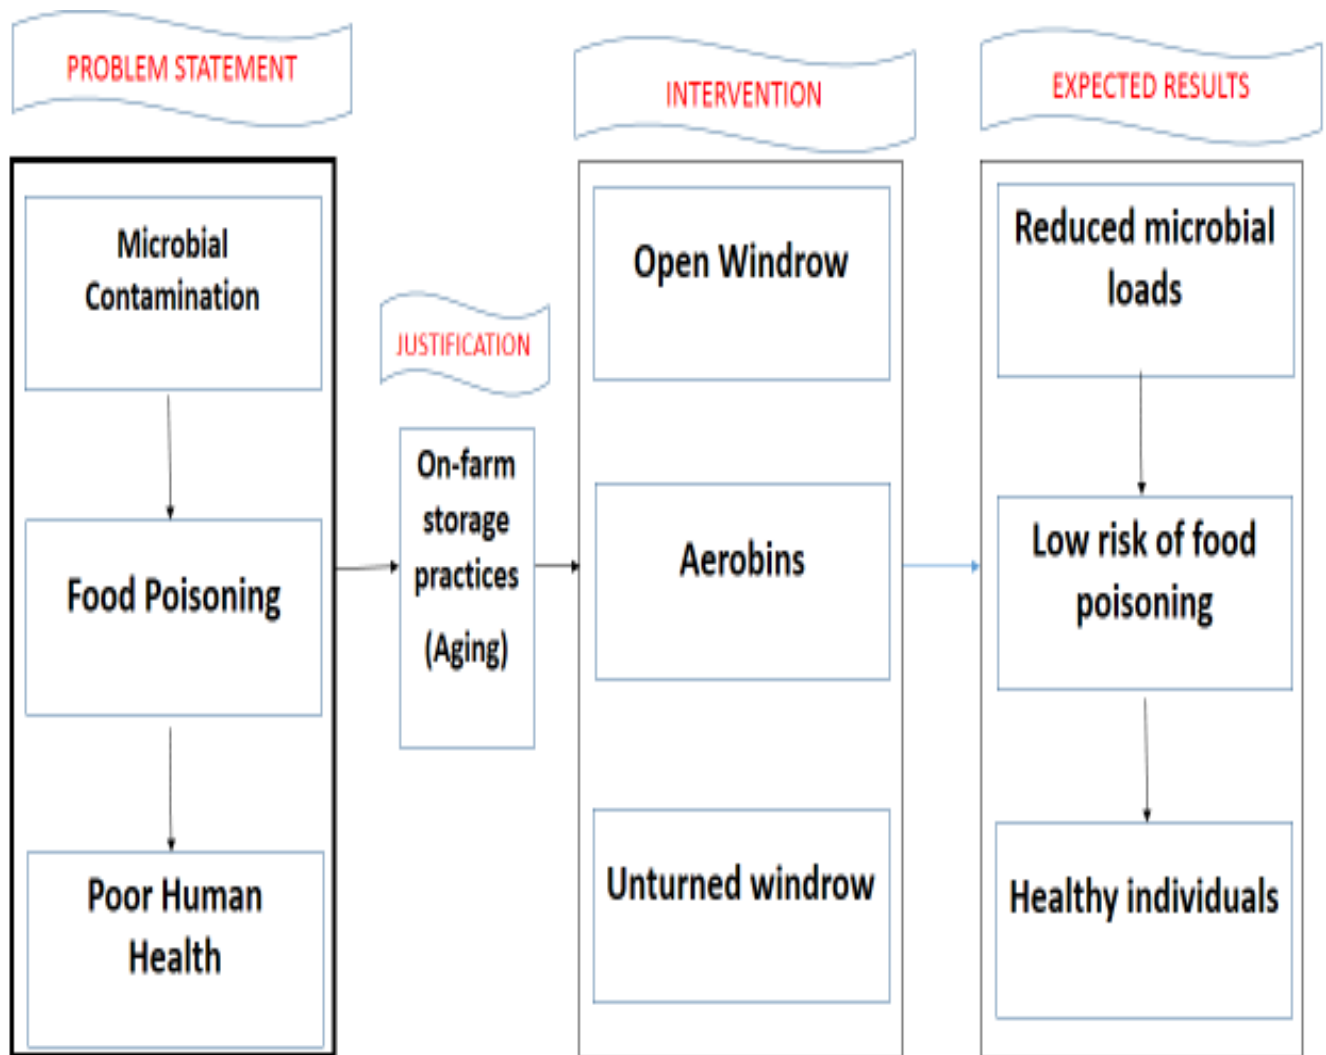 PROBLEM STATEMENT
Microbial
Contamination
Food Poisoning
Poor Human
Health
JUSTIFICATION
On-farm
storage
practices
(Aging)
INTERVENTION
Open Windrow
Aerobins
Unturned windrow
EXPECTED RESULTS
Reduced microbial
loads
Low risk of food
poisoning
Healthy individuals